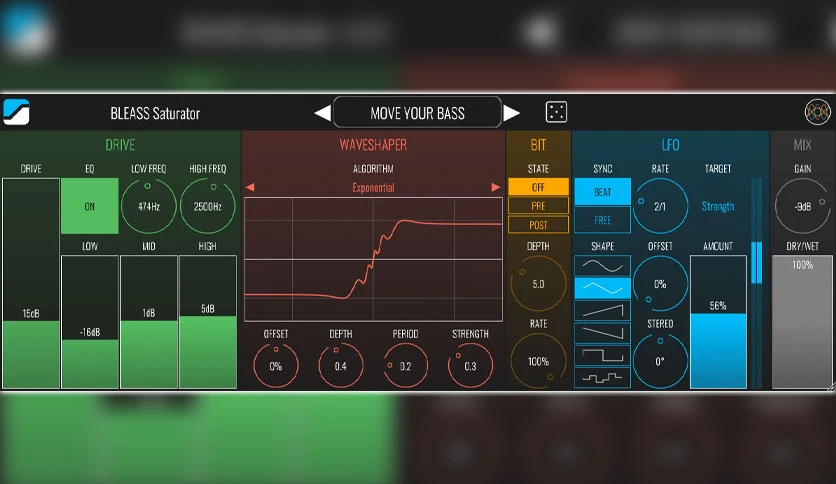 BLEASS Saturator
MOVE YOUR BASS
DRIVE
DRIVE
EQ
LOW FREQ
HIGH FREQ
ON
474Hz
2500Hz
LOW
MID
HIGH
15dB
-16dB
1dB
5dB
WAVESHAPER
ALGORITHM
Exponential
OFFSET
DEPTH
PERIOD
STRENGTH
0%
0.4
0.2
0.3
BIT
STATE
OFF
PRE
POST
DEPTH
5.0
RATE
100%
LFO
SYNC
RATE
TARGET
BEAT
2/1
Strength
FREE
SHAPE
OFFSET
AMOUNT
0%
56%
STEREO
0°
MIX
GAIN
-9dB
DRY/WET
100%